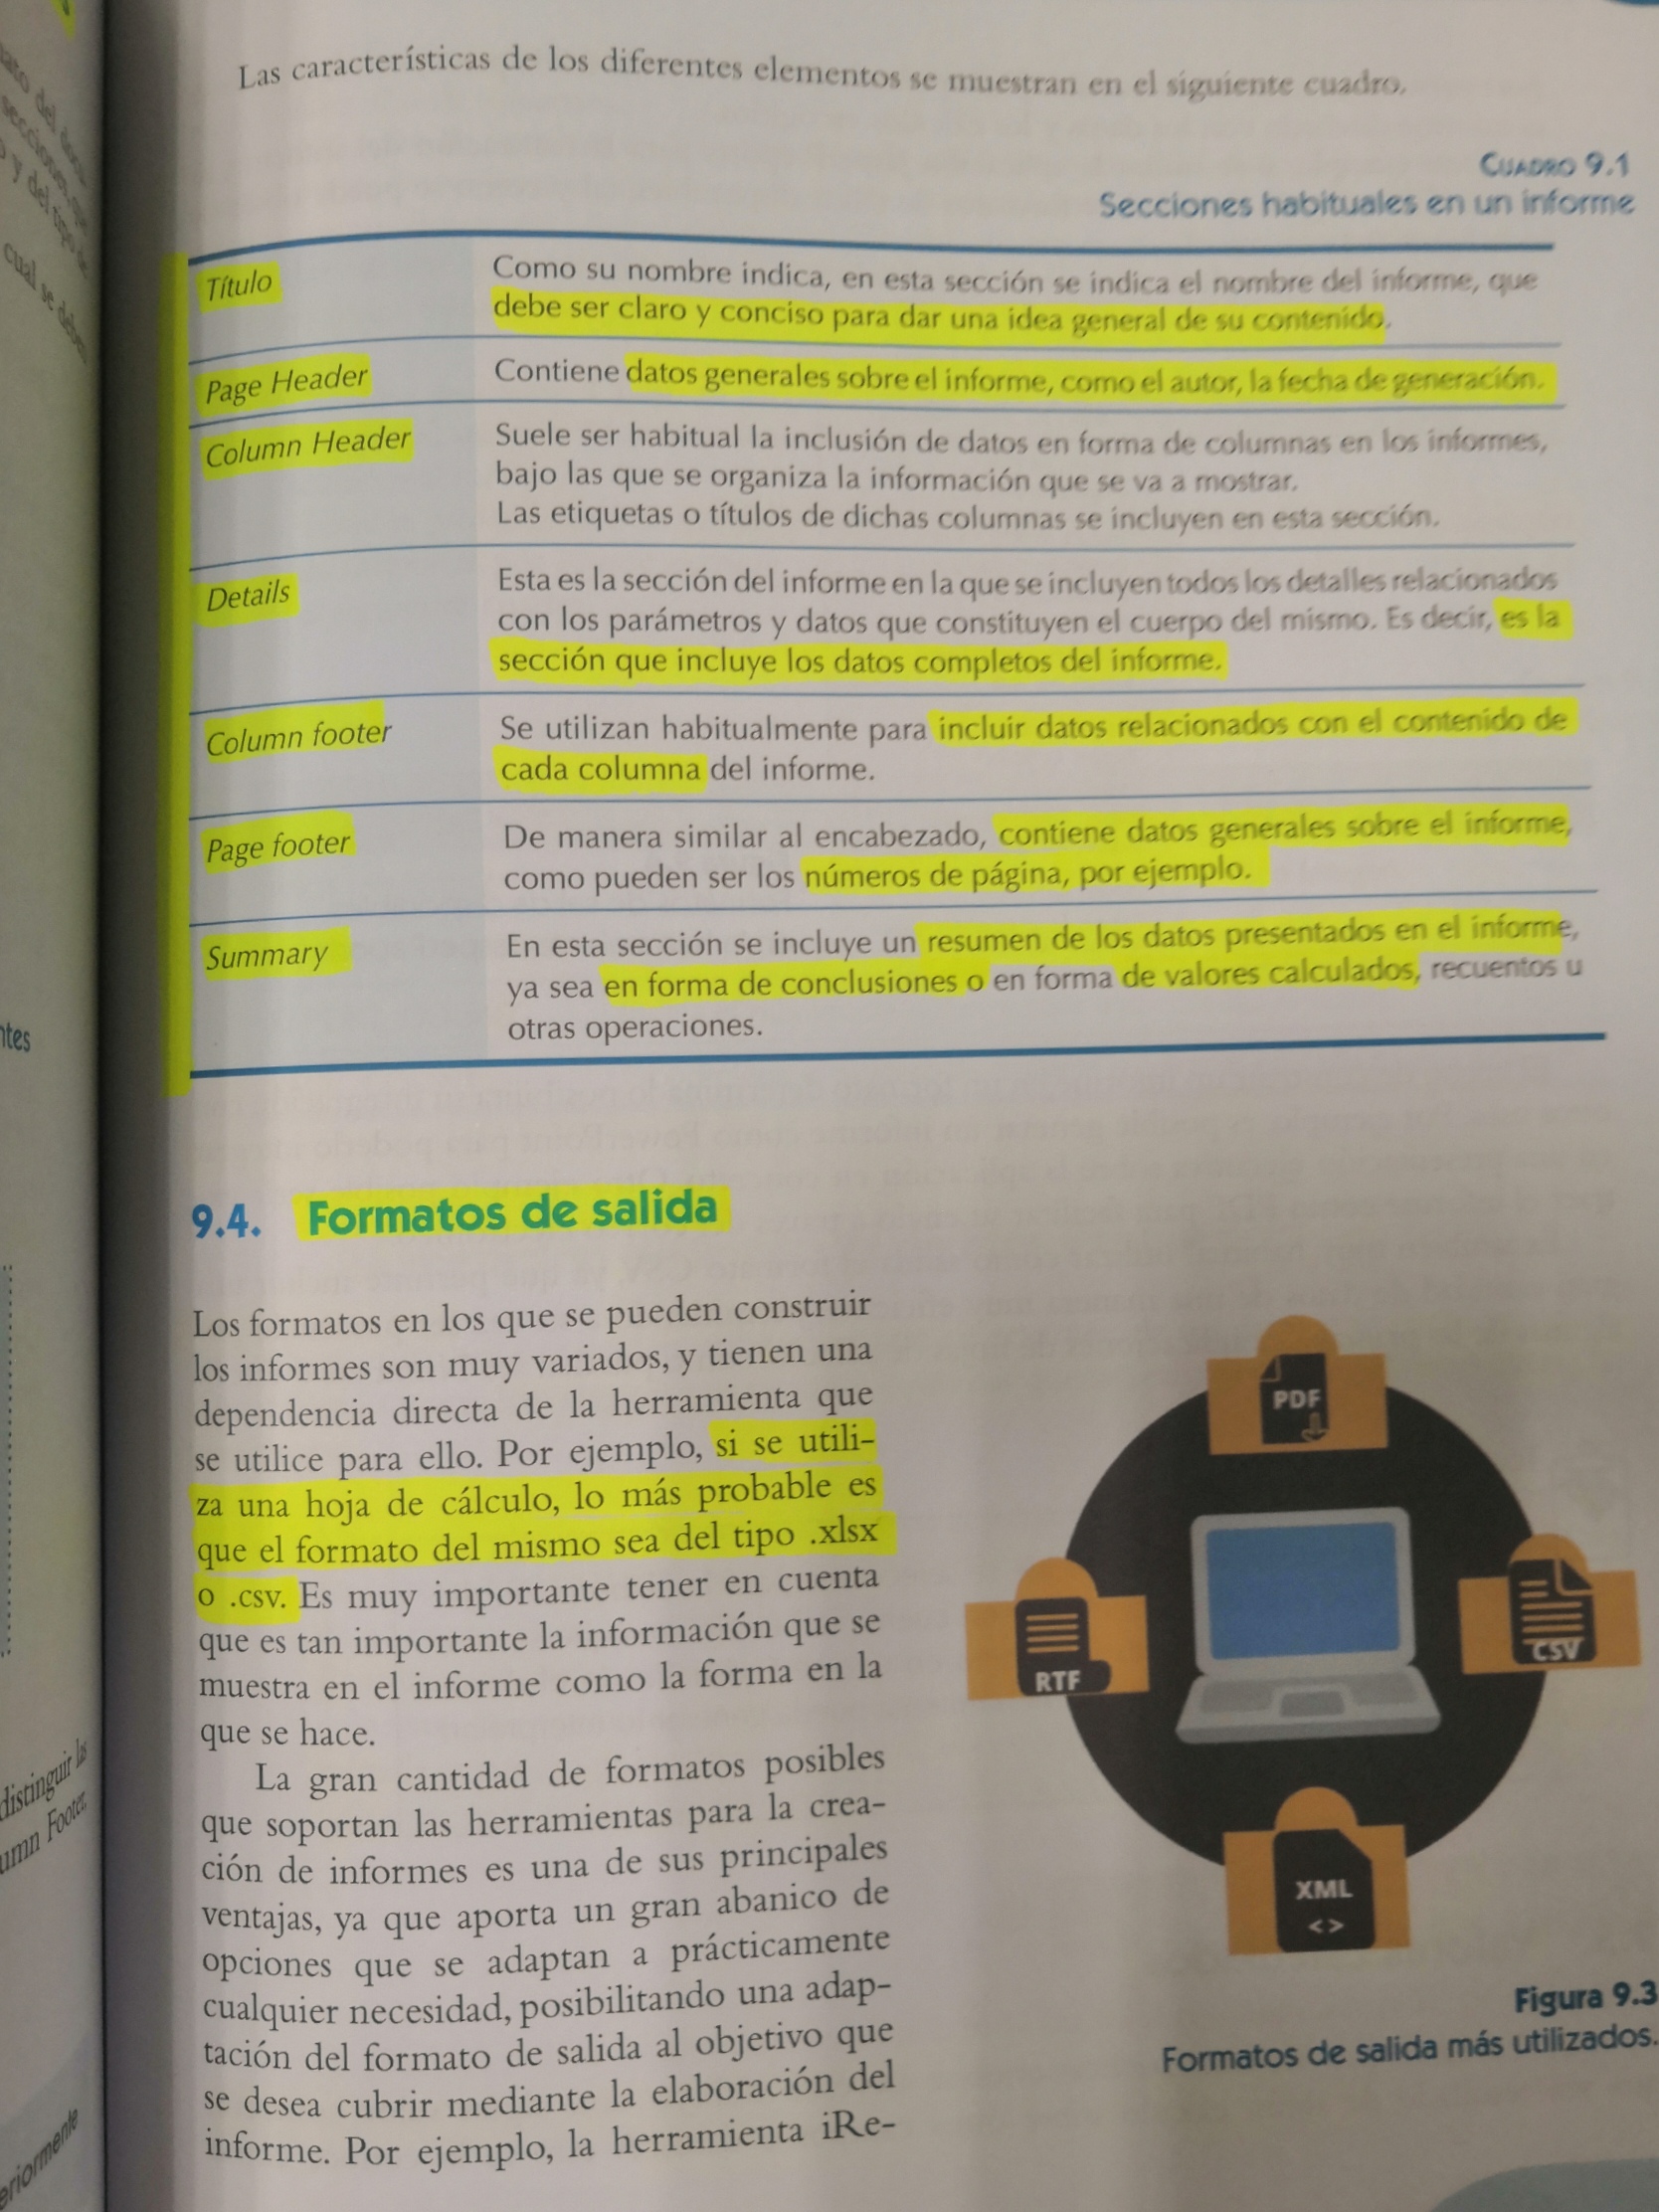 Las características de los diferentes elementos se muestran en el siguiente cuadro.
CUADRO 9.1
Secciones habituales en un informe
Título
Como su nombre indica, en esta sección se indica el nombre del informe, que
debe ser claro y conciso para dar una idea general de su contenido.
Page Header
Contiene datos generales sobre el informe, como el autor, la fecha de generación.
Column Header
Suele ser habitual la inclusión de datos en forma de columnas en los informes,
bajo las que se organiza la información que se va a mostrar.
Las etiquetas o títulos de dichas columnas se incluyen en esta sección.
Details
Esta es la sección del informe en la que se incluyen todos los detalles relacionados
con los parámetros y datos que constituyen el cuerpo del mismo. Es decir, es la
sección que incluye los datos completos del informe.
Column footer
Se utilizan habitualmente para incluir datos relacionados con el contenido de
cada columna del informe.
Page footer
De manera similar al encabezado, contiene datos generales sobre el informe,
como pueden ser los números de página, por ejemplo.
Summary
En esta sección se incluye un resumen de los datos presentados en el informe,
ya sea en forma de conclusiones o en forma de valores calculados, recuentos u
otras operaciones.
9.4. Formatos de salida
Los formatos en los que se pueden construir
los informes son muy variados, y tienen una
dependencia directa de la herramienta que
se utilice para ello. Por ejemplo, si se utili-
za una hoja de cálculo, lo más probable es
que el formato del mismo sea del tipo .xlsx
o .csv. Es muy importante tener en cuenta
que es tan importante la información que se
muestra en el informe como la forma en la
que se hace.
La gran cantidad de formatos posibles
que soportan las herramientas para la crea-
ción de informes es una de sus principales
ventajas, ya que aporta un gran abanico de
opciones que se adaptan a prácticamente
cualquier necesidad, posibilitando una adap-
tación del formato de salida al objetivo que
se desea cubrir mediante la elaboración del
informe. Por ejemplo, la herramienta iRe-
PDF
RTF
CSV
XML
<>
Figura 9.3
Formatos de salida más utilizados.
cual se deben
ntes
distinguir las
umn Footer,
eriormente